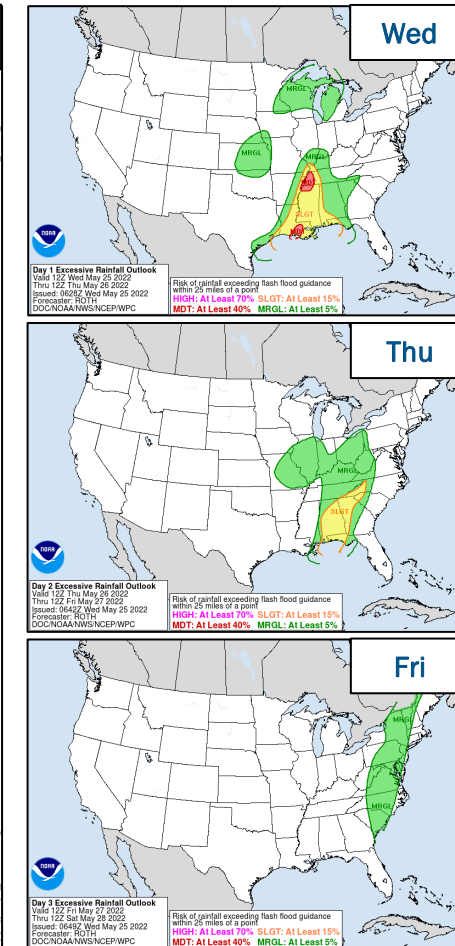 Wed
MRGL
MRGL
MRGL
MDT
SLGT
MDT
NOAA
Day 1 Excessive Rainfall Outlook
Valid 12Z Wed May 25 2022
Thru 12Z Thu May 26 2022
Issued: 0628Z Wed May 25 2022
Forecaster: ROTH
DOC/NOAA/NWS/NCEP/WPC
Risk of rainfall exceeding flash flood guidance
within 25 miles of a point
HIGH: At Least 70% SLGT: At Least 15%
MDT: At Least 40% MRGL: At Least 5%
Thu
MRGL
SLGT
NOAA
Day 2 Excessive Rainfall Outlook
Valid 12Z Thu May 26 2022
Thru 12Z Fri May 27 2022
Issued: 0642Z Wed May 25 2022
Forecaster: ROTH
DOC/NOAA/NWS/NCEP/WPC
Risk of rainfall exceeding flash flood guidance
within 25 miles of a point
HIGH: At Least 70% SLGT: At Least 15%
MDT: At Least 40% MRGL: At Least 5%
Fri
MRGL
MRGL
NOAA
Day 3 Excessive Rainfall Outlook
Valid 12Z Fri May 27 2022
Thru 12Z Sat May 28 2022
Issued: 0649Z Wed May 25 2022
Forecaster: ROTH
DOC/NOAA/NWS/NCEP/WPC
Risk of rainfall exceeding flash flood guidance
within 25 miles of a point
HIGH: At Least 70% SLGT: At Least 15%
MDT: At Least 40% MRGL: At Least 5%